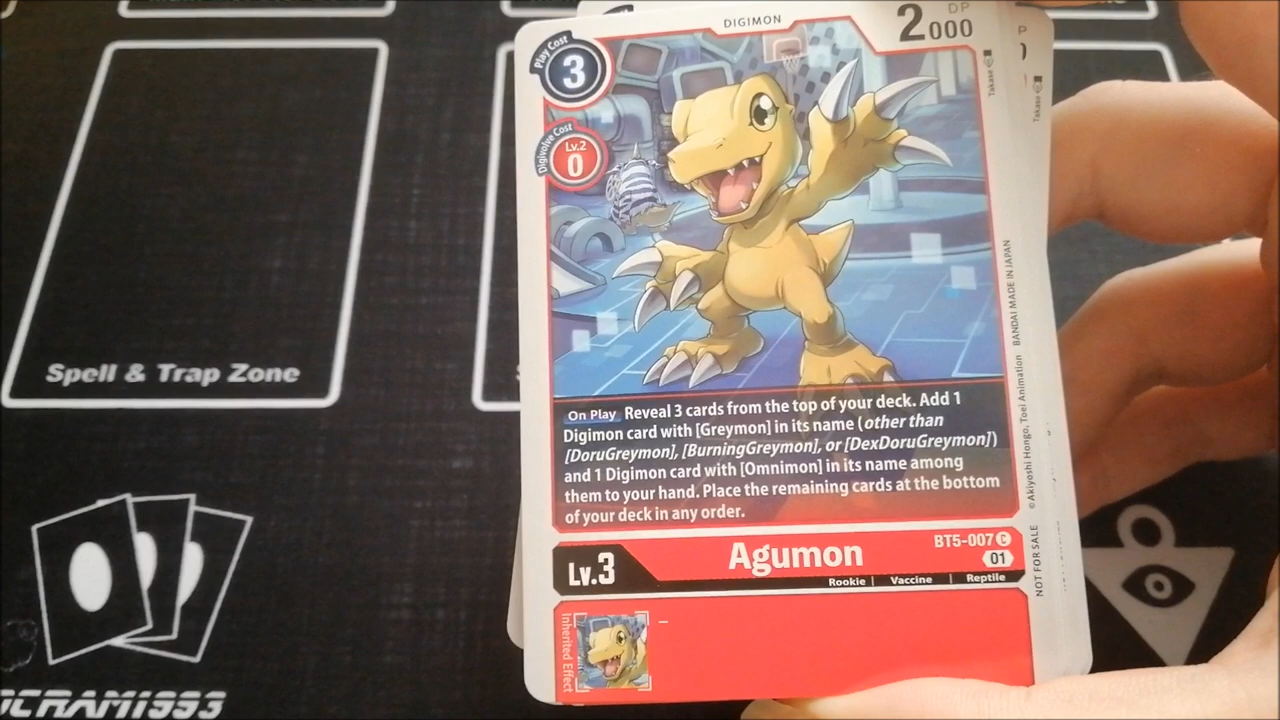 DIGIMON
DP
2000
Play Cost
3
Digivolve Cost
Lv.2
0
Takase
Takase
On Play Reveal 3 cards from the top of your deck. Add 1
Digimon card with [Greymon] in its name (other than
[DoruGreymon], [BurningGreymon], or [DexDoruGreymon])
and 1 Digimon card with [Omnimon] in its name among
them to your hand. Place the remaining cards at the bottom
of your deck in any order.
©Akiyoshi Hongo, Toei Animation BANDAI MADE IN JAPAN
NOT FOR SALE
BT5-007 C
01
Lv.3
Agumon
Rookie | Vaccine | Reptile
Inherited Effect
–
Spell & Trap Zone